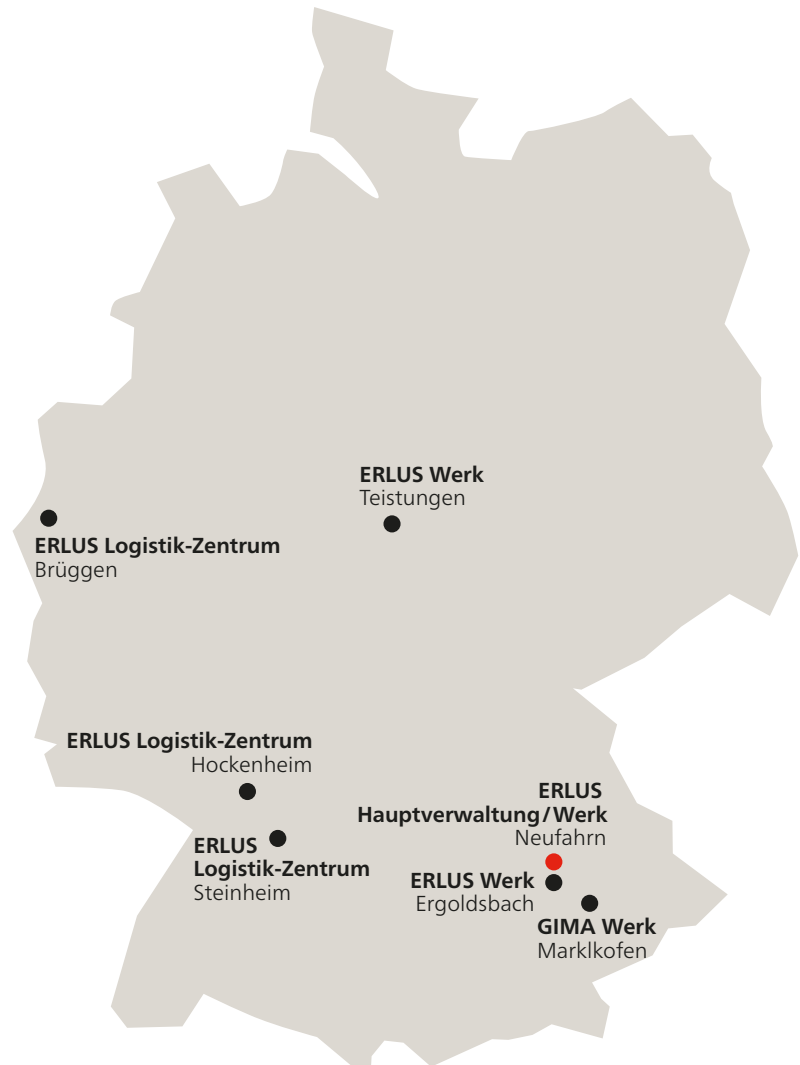 ERLUS Werk
Teistungen
ERLUS Logistik-Zentrum
Brüggen
ERLUS Logistik-Zentrum
Hockenheim
ERLUS
Logistik-Zentrum
Steinheim
ERLUS
Hauptverwaltung/Werk
Neufahrn
ERLUS Werk
Ergoldsbach
GIMA Werk
Marklkofen